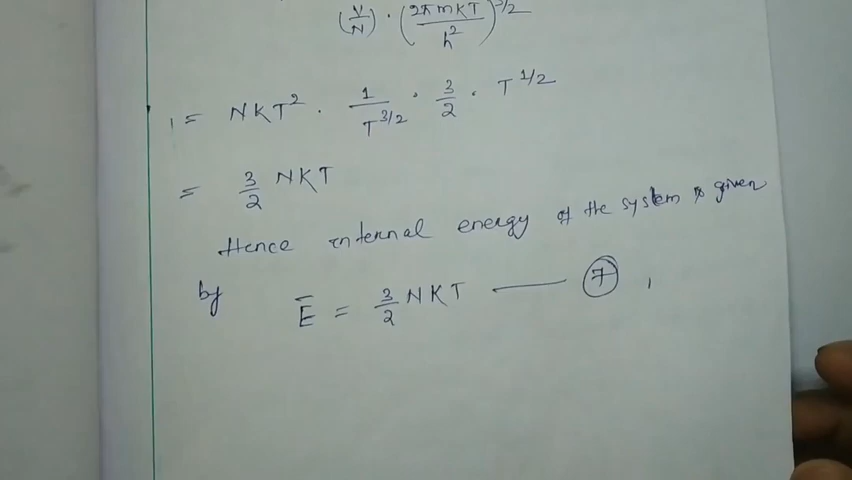 (V/N) · (2πmKT/h²)^3/2
= NKT² · 1/T^3/2 · 3/2 · T^1/2
= 3/2 NKT
Hence internal energy of the system is given
by Ē = 3/2 NKT —— (7)